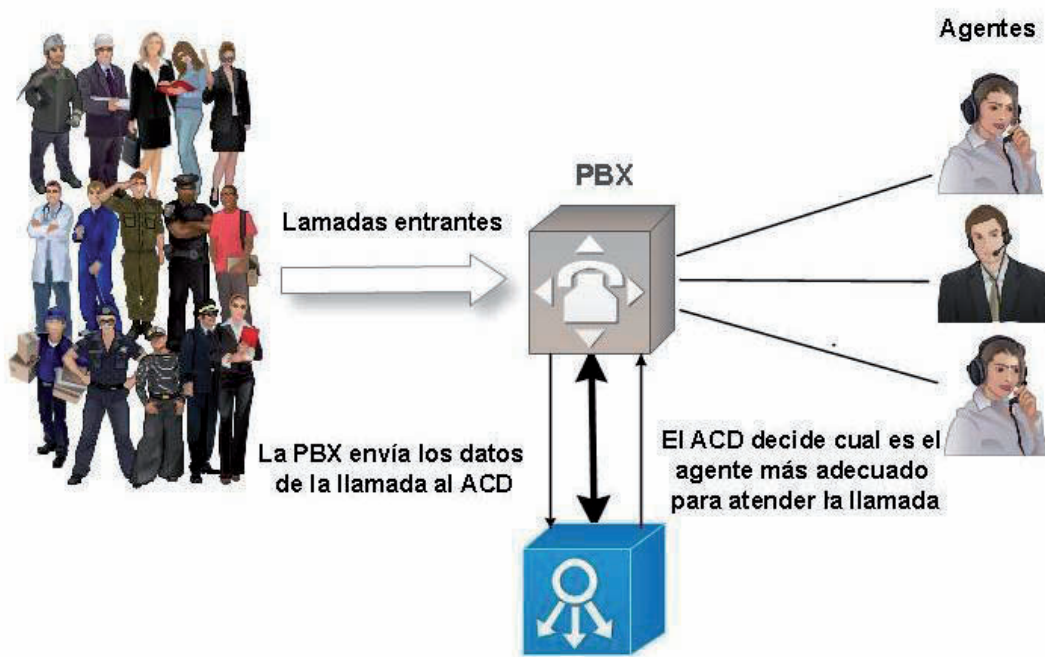 Agentes
PBX
Lamadas entrantes
La PBX envía los datos
de la llamada al ACD
El ACD decide cual es el
agente más adecuado
para atender la llamada